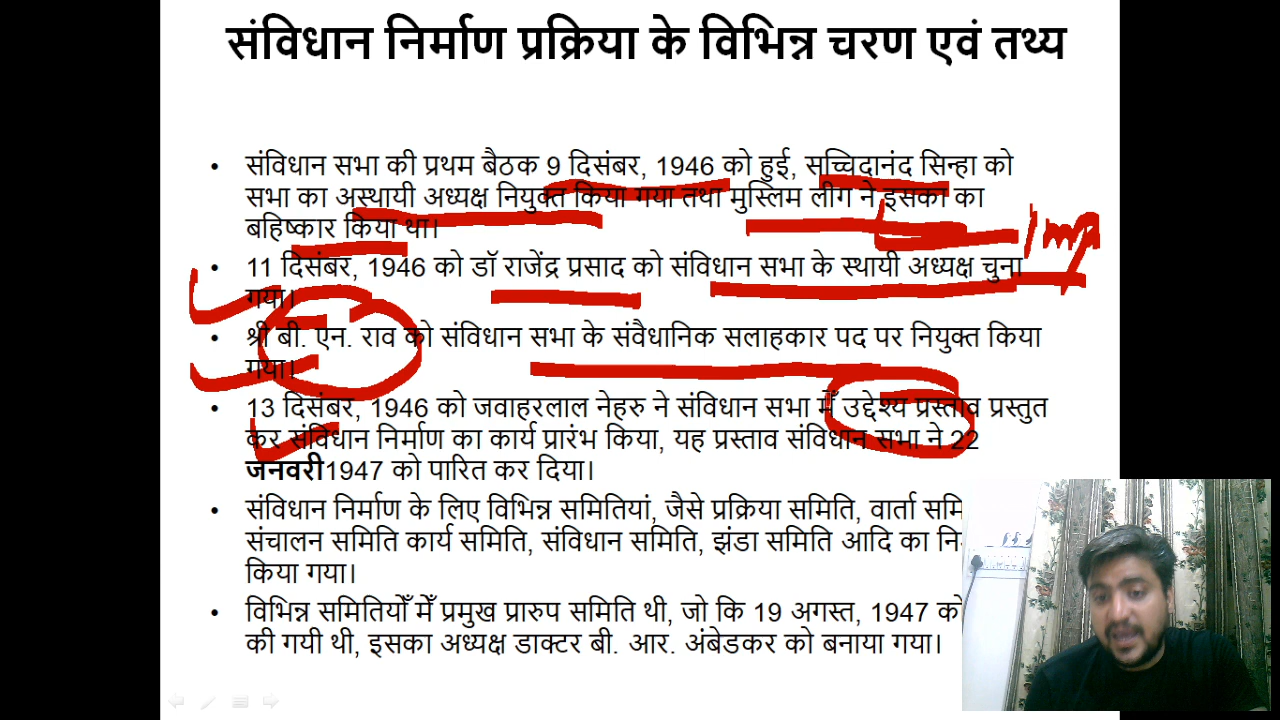 संविधान निर्माण प्रक्रिया के विभिन्न चरण एवं तथ्य
• संविधान सभा की प्रथम बैठक 9 दिसंबर, 1946 को हुई, सच्चिदानंद सिन्हा को
सभा का अस्थायी अध्यक्ष नियुक्त किया गया तथा मुस्लिम लीग ने इसका का
बहिष्कार किया था।
Imp
• 11 दिसंबर, 1946 को डॉ राजेंद्र प्रसाद को संविधान सभा के स्थायी अध्यक्ष चुना
गया।
• श्री बी. एन. राव को संविधान सभा के संवैधानिक सलाहकार पद पर नियुक्त किया
गया।
• 13 दिसंबर, 1946 को जवाहरलाल नेहरु ने संविधान सभा मेँ उद्देश्य प्रस्ताव प्रस्तुत
कर संविधान निर्माण का कार्य प्रारंभ किया, यह प्रस्ताव संविधान सभा ने 22
जनवरी1947 को पारित कर दिया।
• संविधान निर्माण के लिए विभिन्न समितियां, जैसे प्रक्रिया समिति, वार्ता
संचालन समिति कार्य समिति, संविधान समिति, झंडा समिति आदि का
किया गया।
• विभिन्न समितियोँ मेँ प्रमुख प्रारुप समिति थी, जो कि 19 अगस्त, 1947 को
की गयी थी, इसका अध्यक्ष डाक्टर बी. आर. अंबेडकर को बनाया गया।